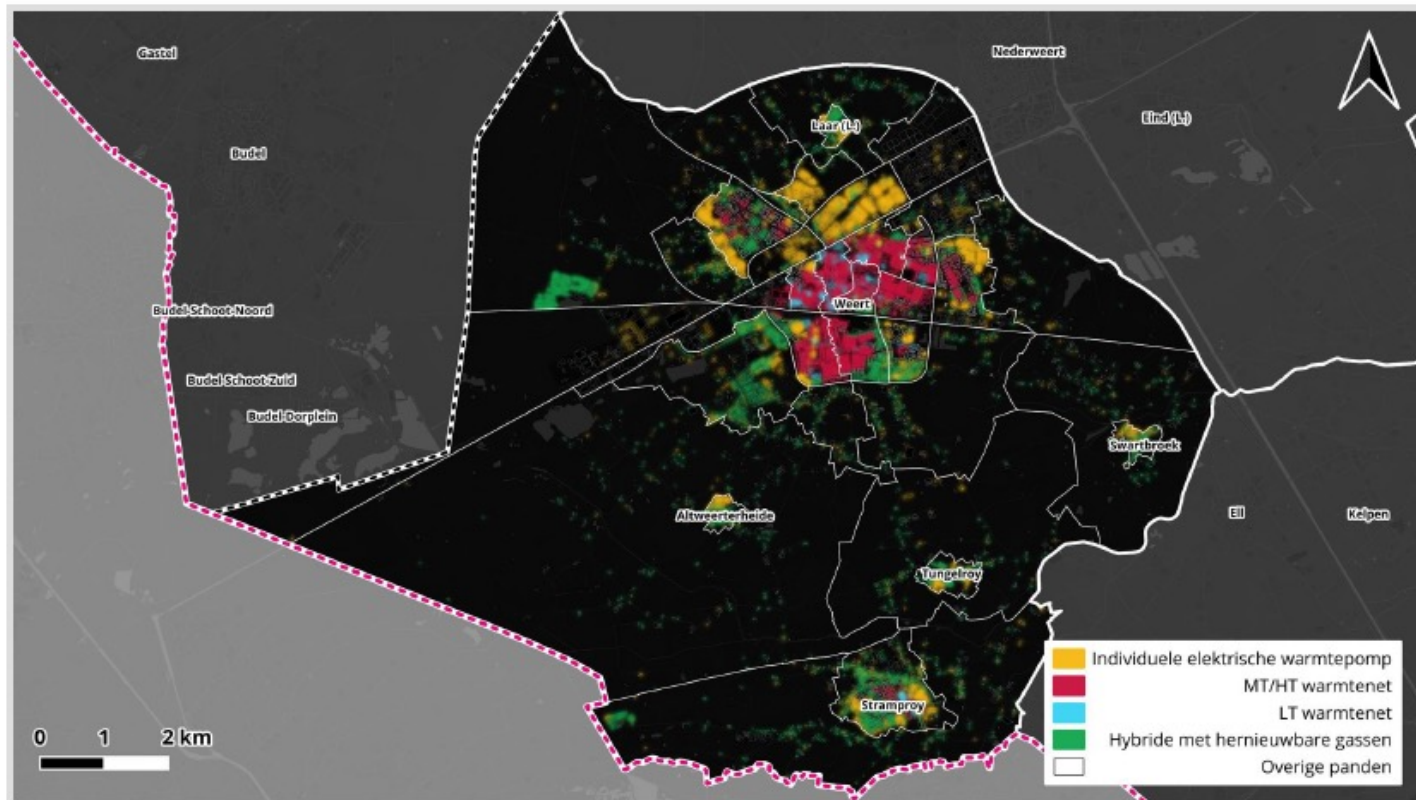 Gastel
Nederweert
Eind (L.)
Laar (L.)
Budel
Budel-Schoot-Noord
Weert
Budel-Schoot-Zuid
Budel-Dorplein
Swartbroek
Altweerterheide
Ell
Kelpen
Tungelroy
Stramproy
Individuele elektrische warmtepomp
MT/HT warmtenet
LT warmtenet
Hybride met hernieuwbare gassen
Overige panden
0 1 2 km